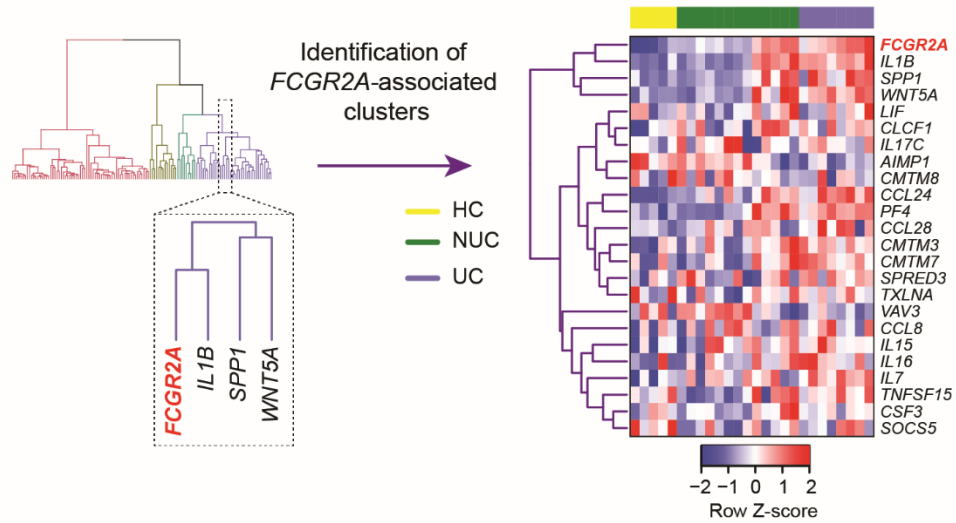 Identification of
FCGR2A-associated
clusters
HC
NUC
UC
FCGR2A
IL1B
SPP1
WNT5A
FCGR2A
IL1B
SPP1
WNT5A
LIF
CLCF1
IL17C
AIMP1
CMTM8
CCL24
PF4
CCL28
CMTM3
CMTM7
SPRED3
TXLNA
VAV3
CCL8
IL15
IL16
IL7
TNFSF15
CSF3
SOCS5
−2 −1 0 1 2
Row Z-score